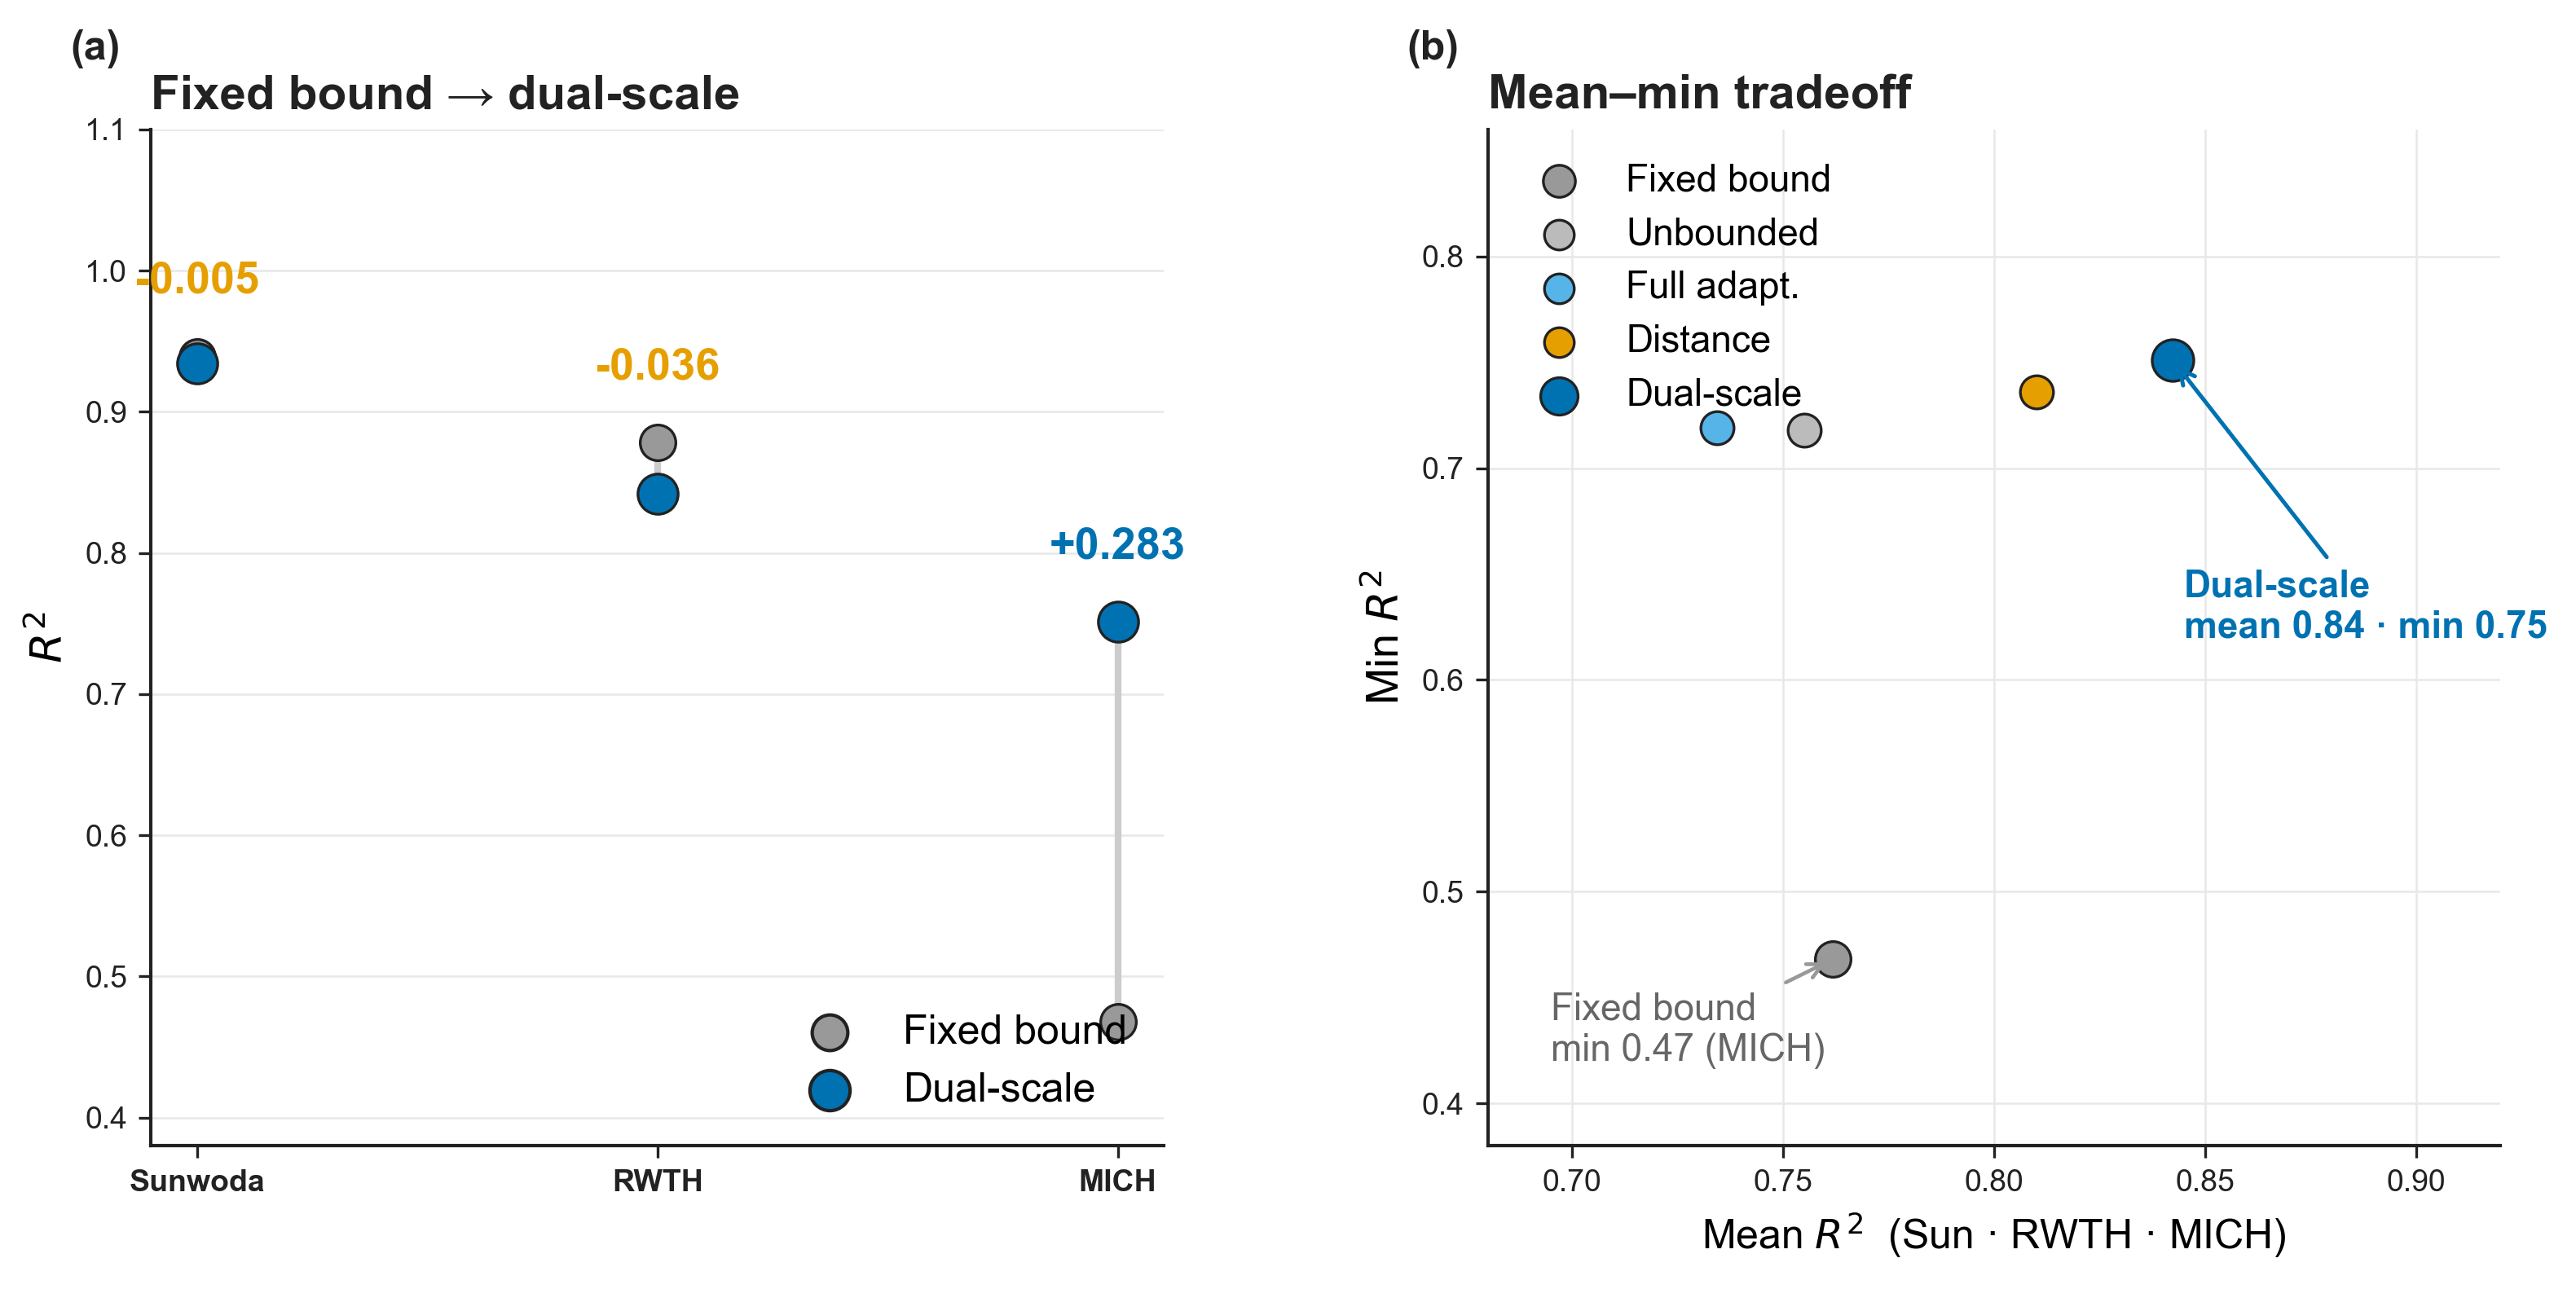 (a)
Fixed bound → dual-scale
1.1
1.0
0.9
0.8
0.7
0.6
0.5
0.4
R²
-0.005
-0.036
+0.283
Fixed bound
Dual-scale
Sunwoda
RWTH
MICH
(b)
Mean–min tradeoff
Fixed bound
Unbounded
Full adapt.
Distance
Dual-scale
0.8
0.7
0.6
0.5
0.4
Min R²
Dual-scale
mean 0.84 · min 0.75
Fixed bound
min 0.47 (MICH)
0.70
0.75
0.80
0.85
0.90
Mean R² (Sun · RWTH · MICH)